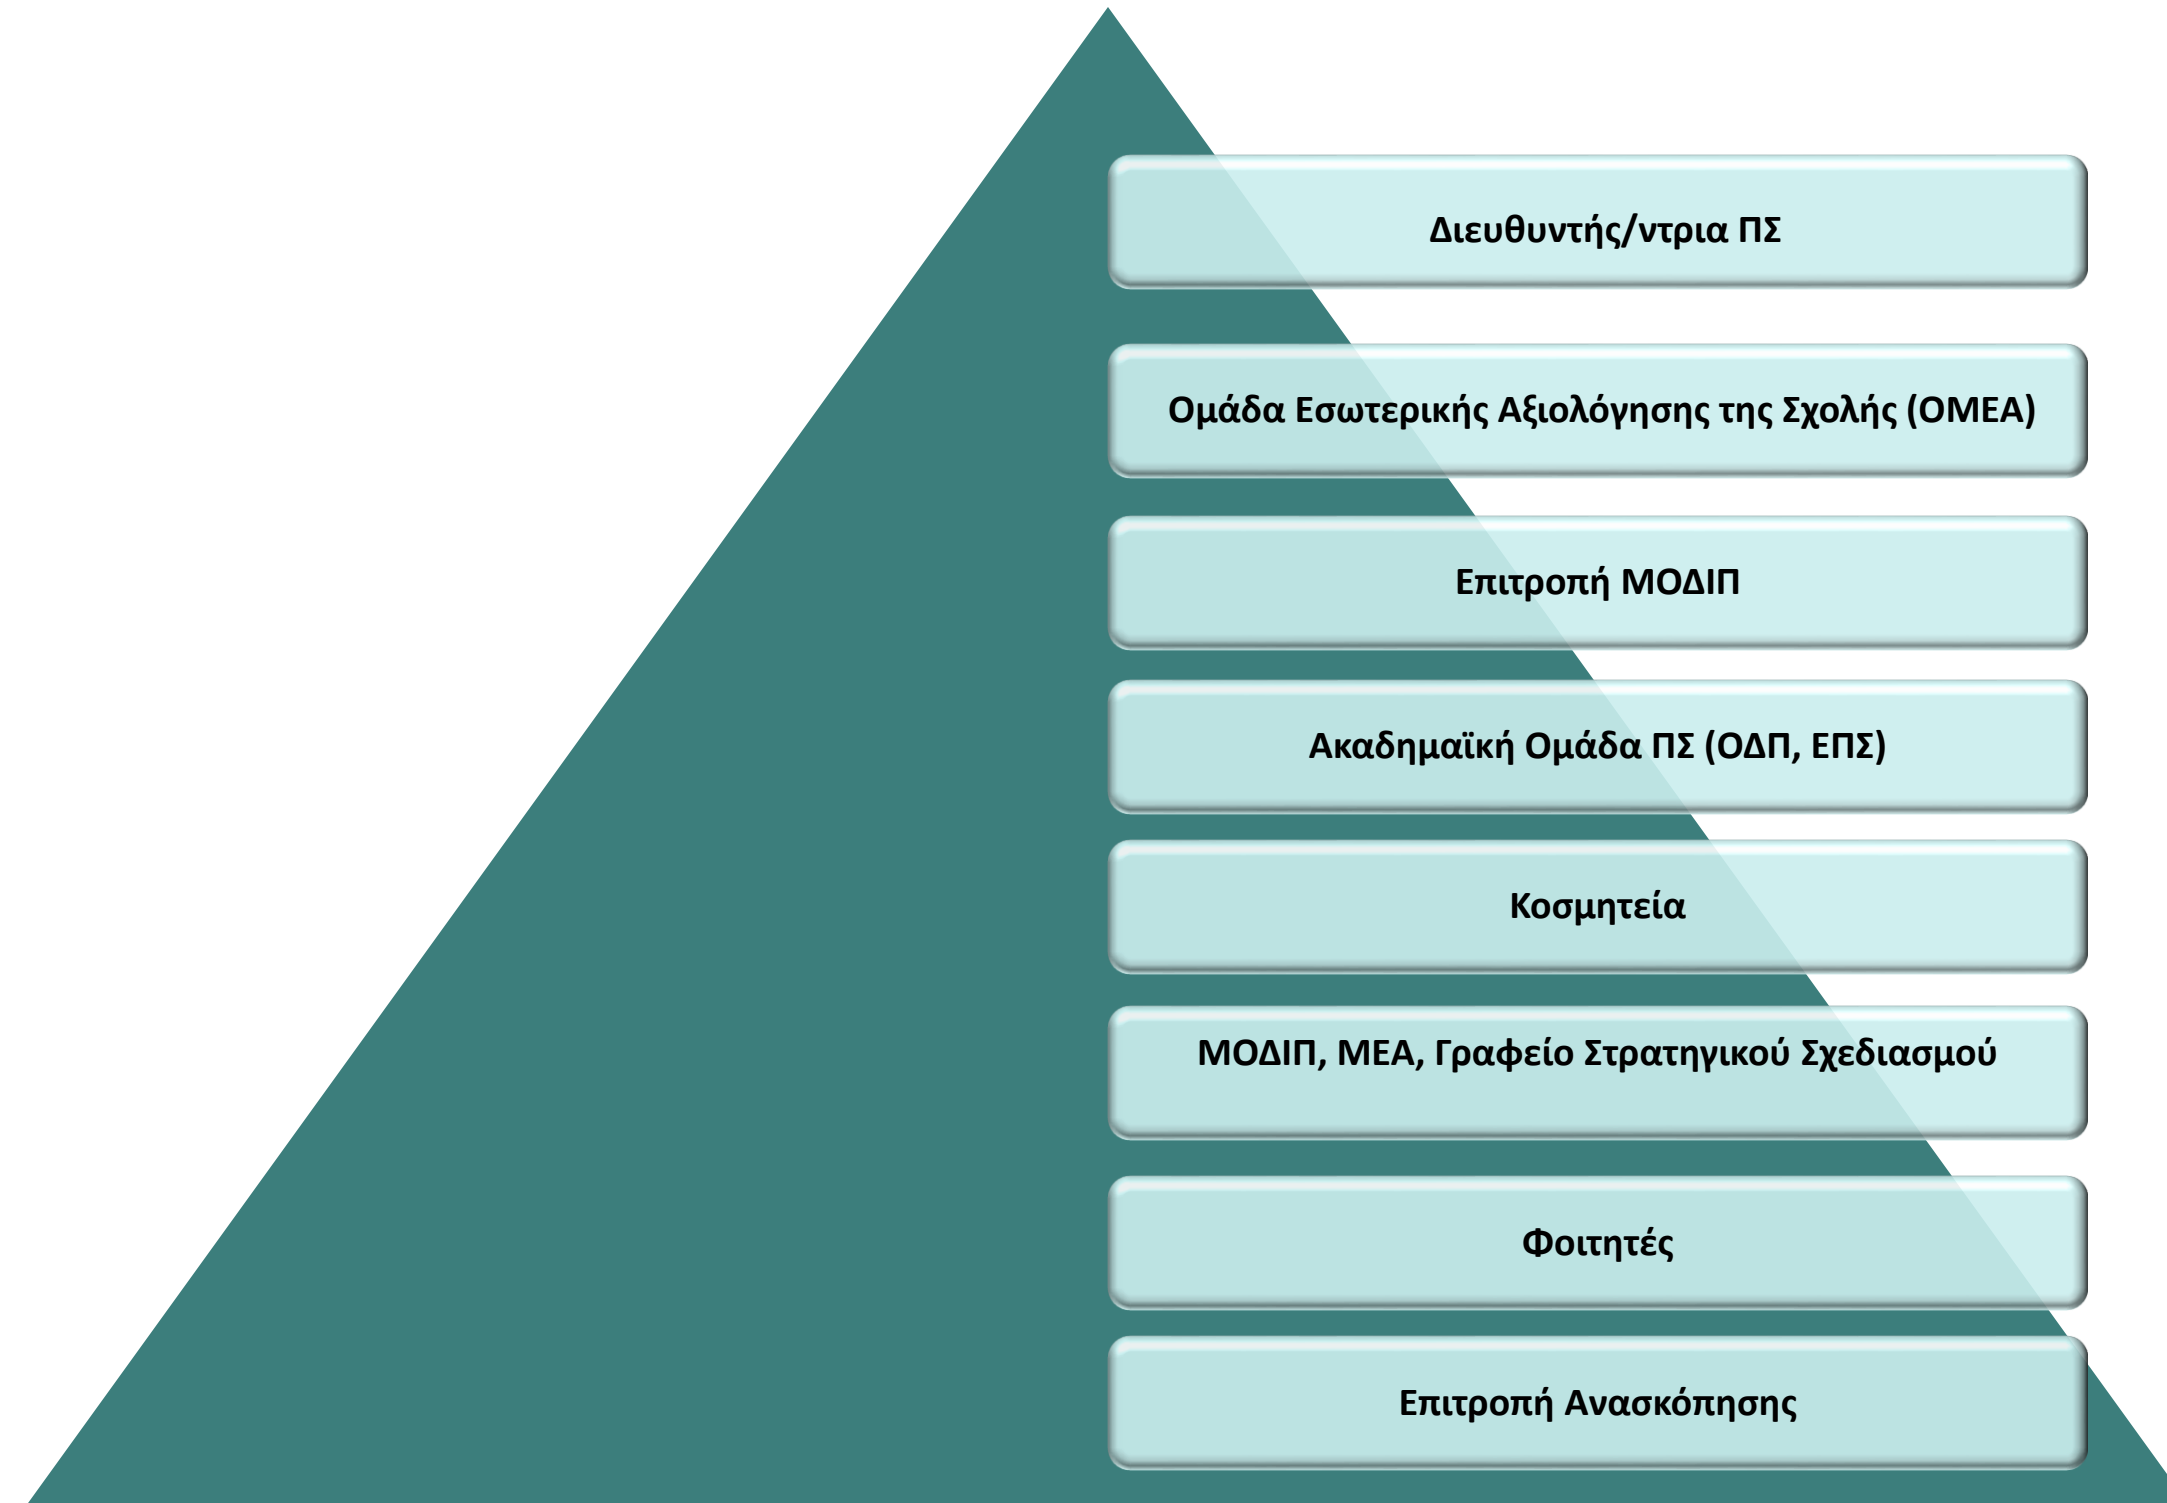 Διευθυντής/ντρια ΠΣ
Ομάδα Εσωτερικής Αξιολόγησης της Σχολής (ΟΜΕΑ)
Επιτροπή ΜΟΔΙΠ
Ακαδημαϊκή Ομάδα ΠΣ (ΟΔΠ, ΕΠΣ)
Κοσμητεία
ΜΟΔΙΠ, ΜΕΑ, Γραφείο Στρατηγικού Σχεδιασμού
Φοιτητές
Επιτροπή Ανασκόπησης